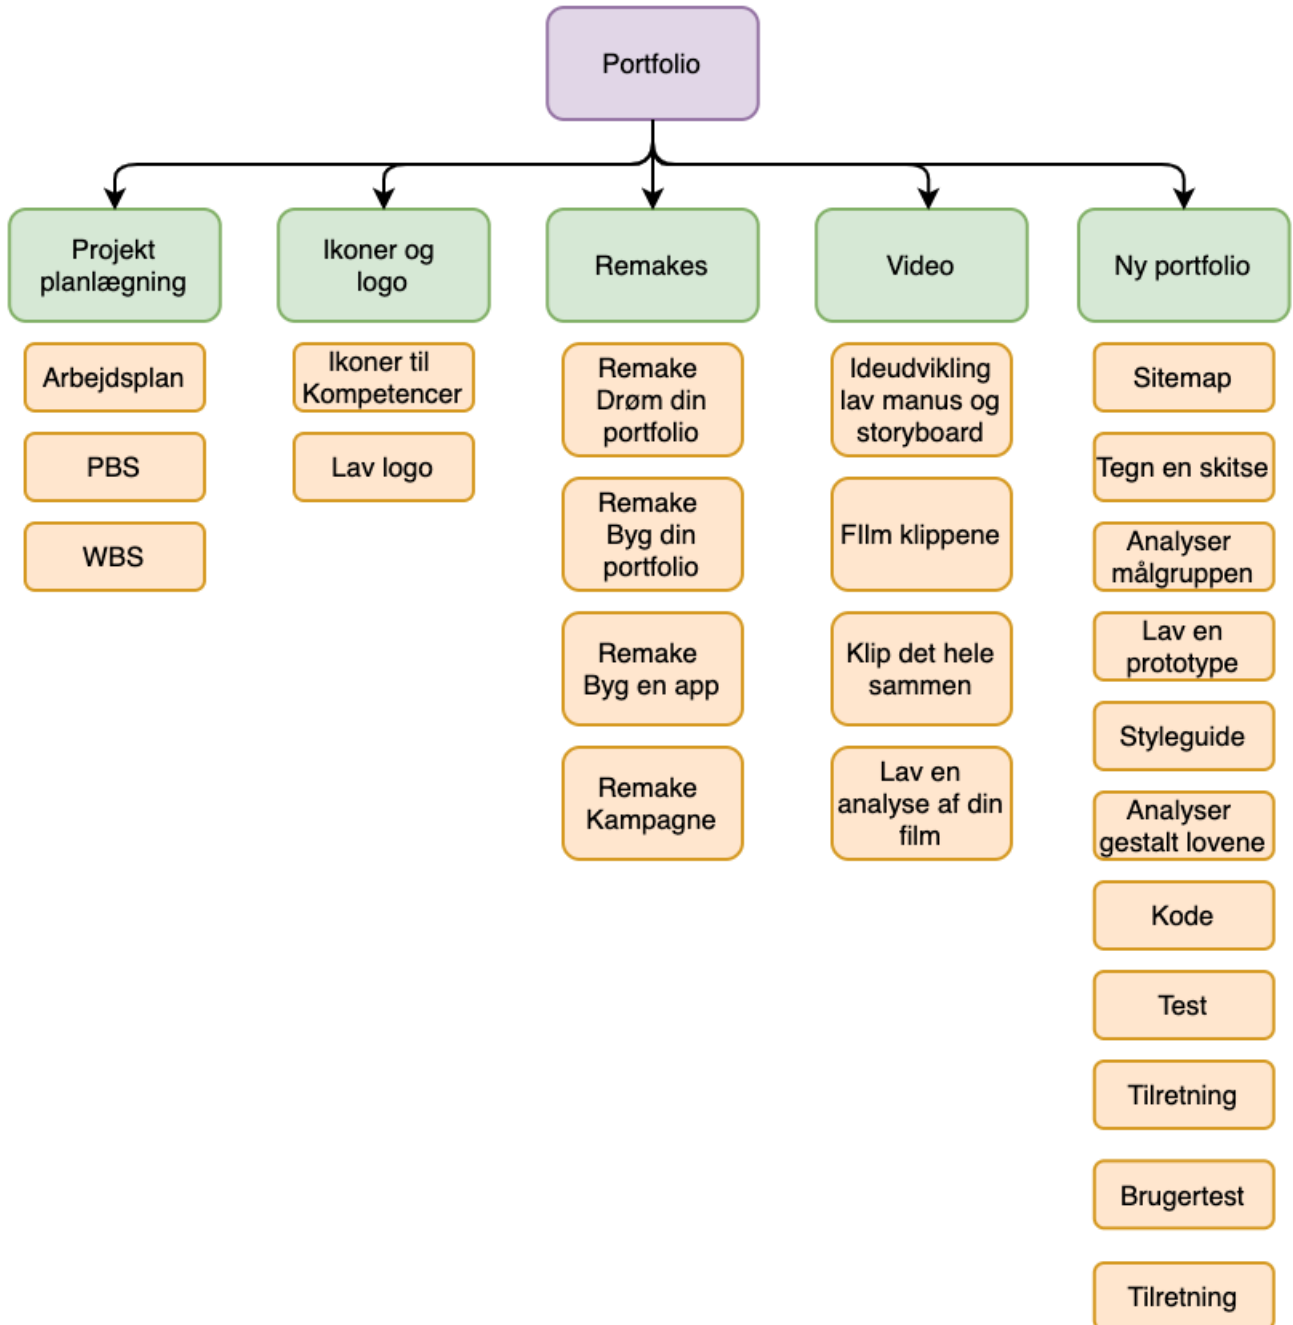 Portfolio
Projekt
planlægning
Ikoner og
logo
Remakes
Video
Ny portfolio
Arbejdsplan
PBS
WBS
Ikoner til
Kompetencer
Lav logo
Remake
Drøm din
portfolio
Remake
Byg din
portfolio
Remake
Byg en app
Remake
Kampagne
Ideudvikling
lav manus og
storyboard
FIlm klippene
Klip det hele
sammen
Lav en
analyse af din
film
Sitemap
Tegn en skitse
Analyser
målgruppen
Lav en
prototype
Styleguide
Analyser
gestalt lovene
Kode
Test
Tilretning
Brugertest
Tilretning